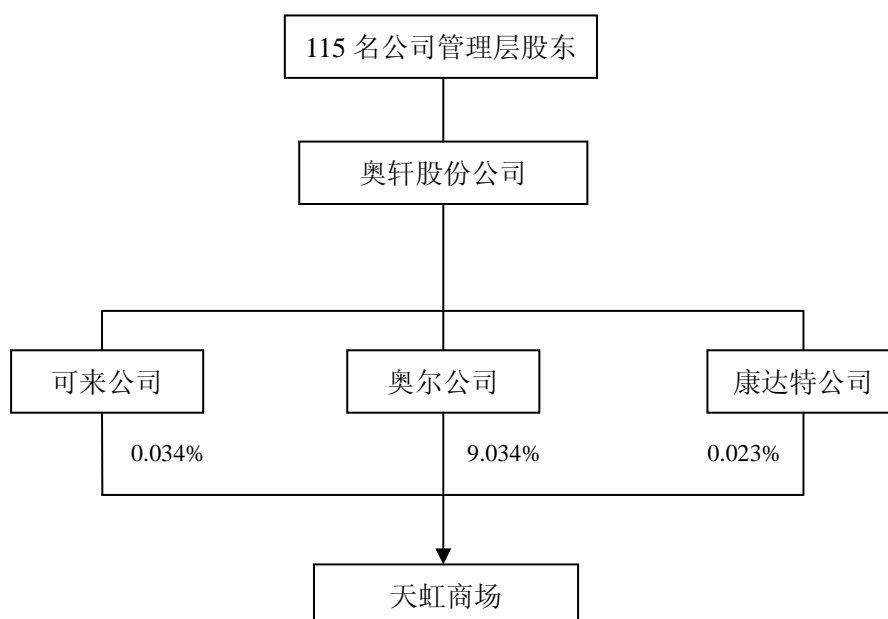 115 名公司管理层股东
奥轩股份公司
可来公司
奥尔公司
康达特公司
0.034%
9.034%
0.023%
天虹商场